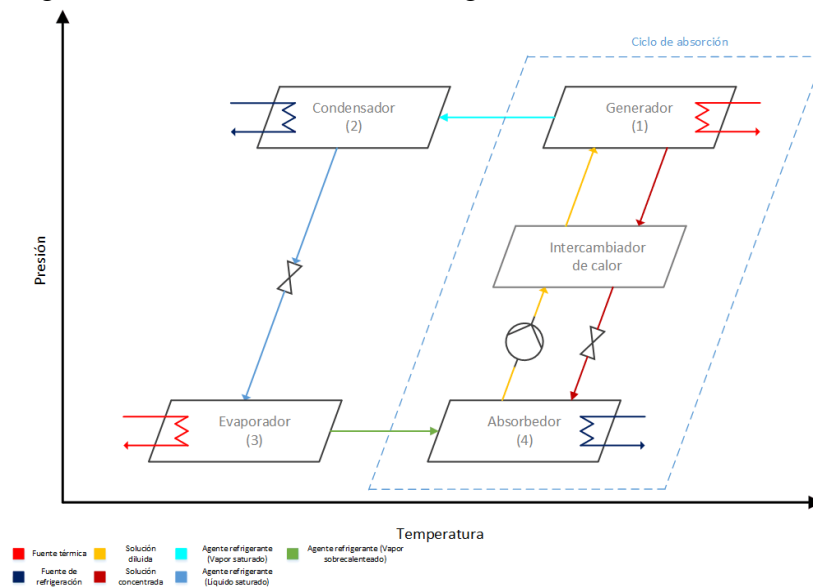 Ciclo de absorción
Condensador
(2)
Generador
(1)
Intercambiador
de calor
Presión
Evaporador
(3)
Absorbedor
(4)
Temperatura
Fuente térmica
Solución
diluida
Agente refrigerante
(Vapor saturado)
Agente refrigerante (Vapor
sobrecalenteado)
Fuente de
refrigeración
Solución
concentrada
Agente refrigerante
(Líquido saturado)